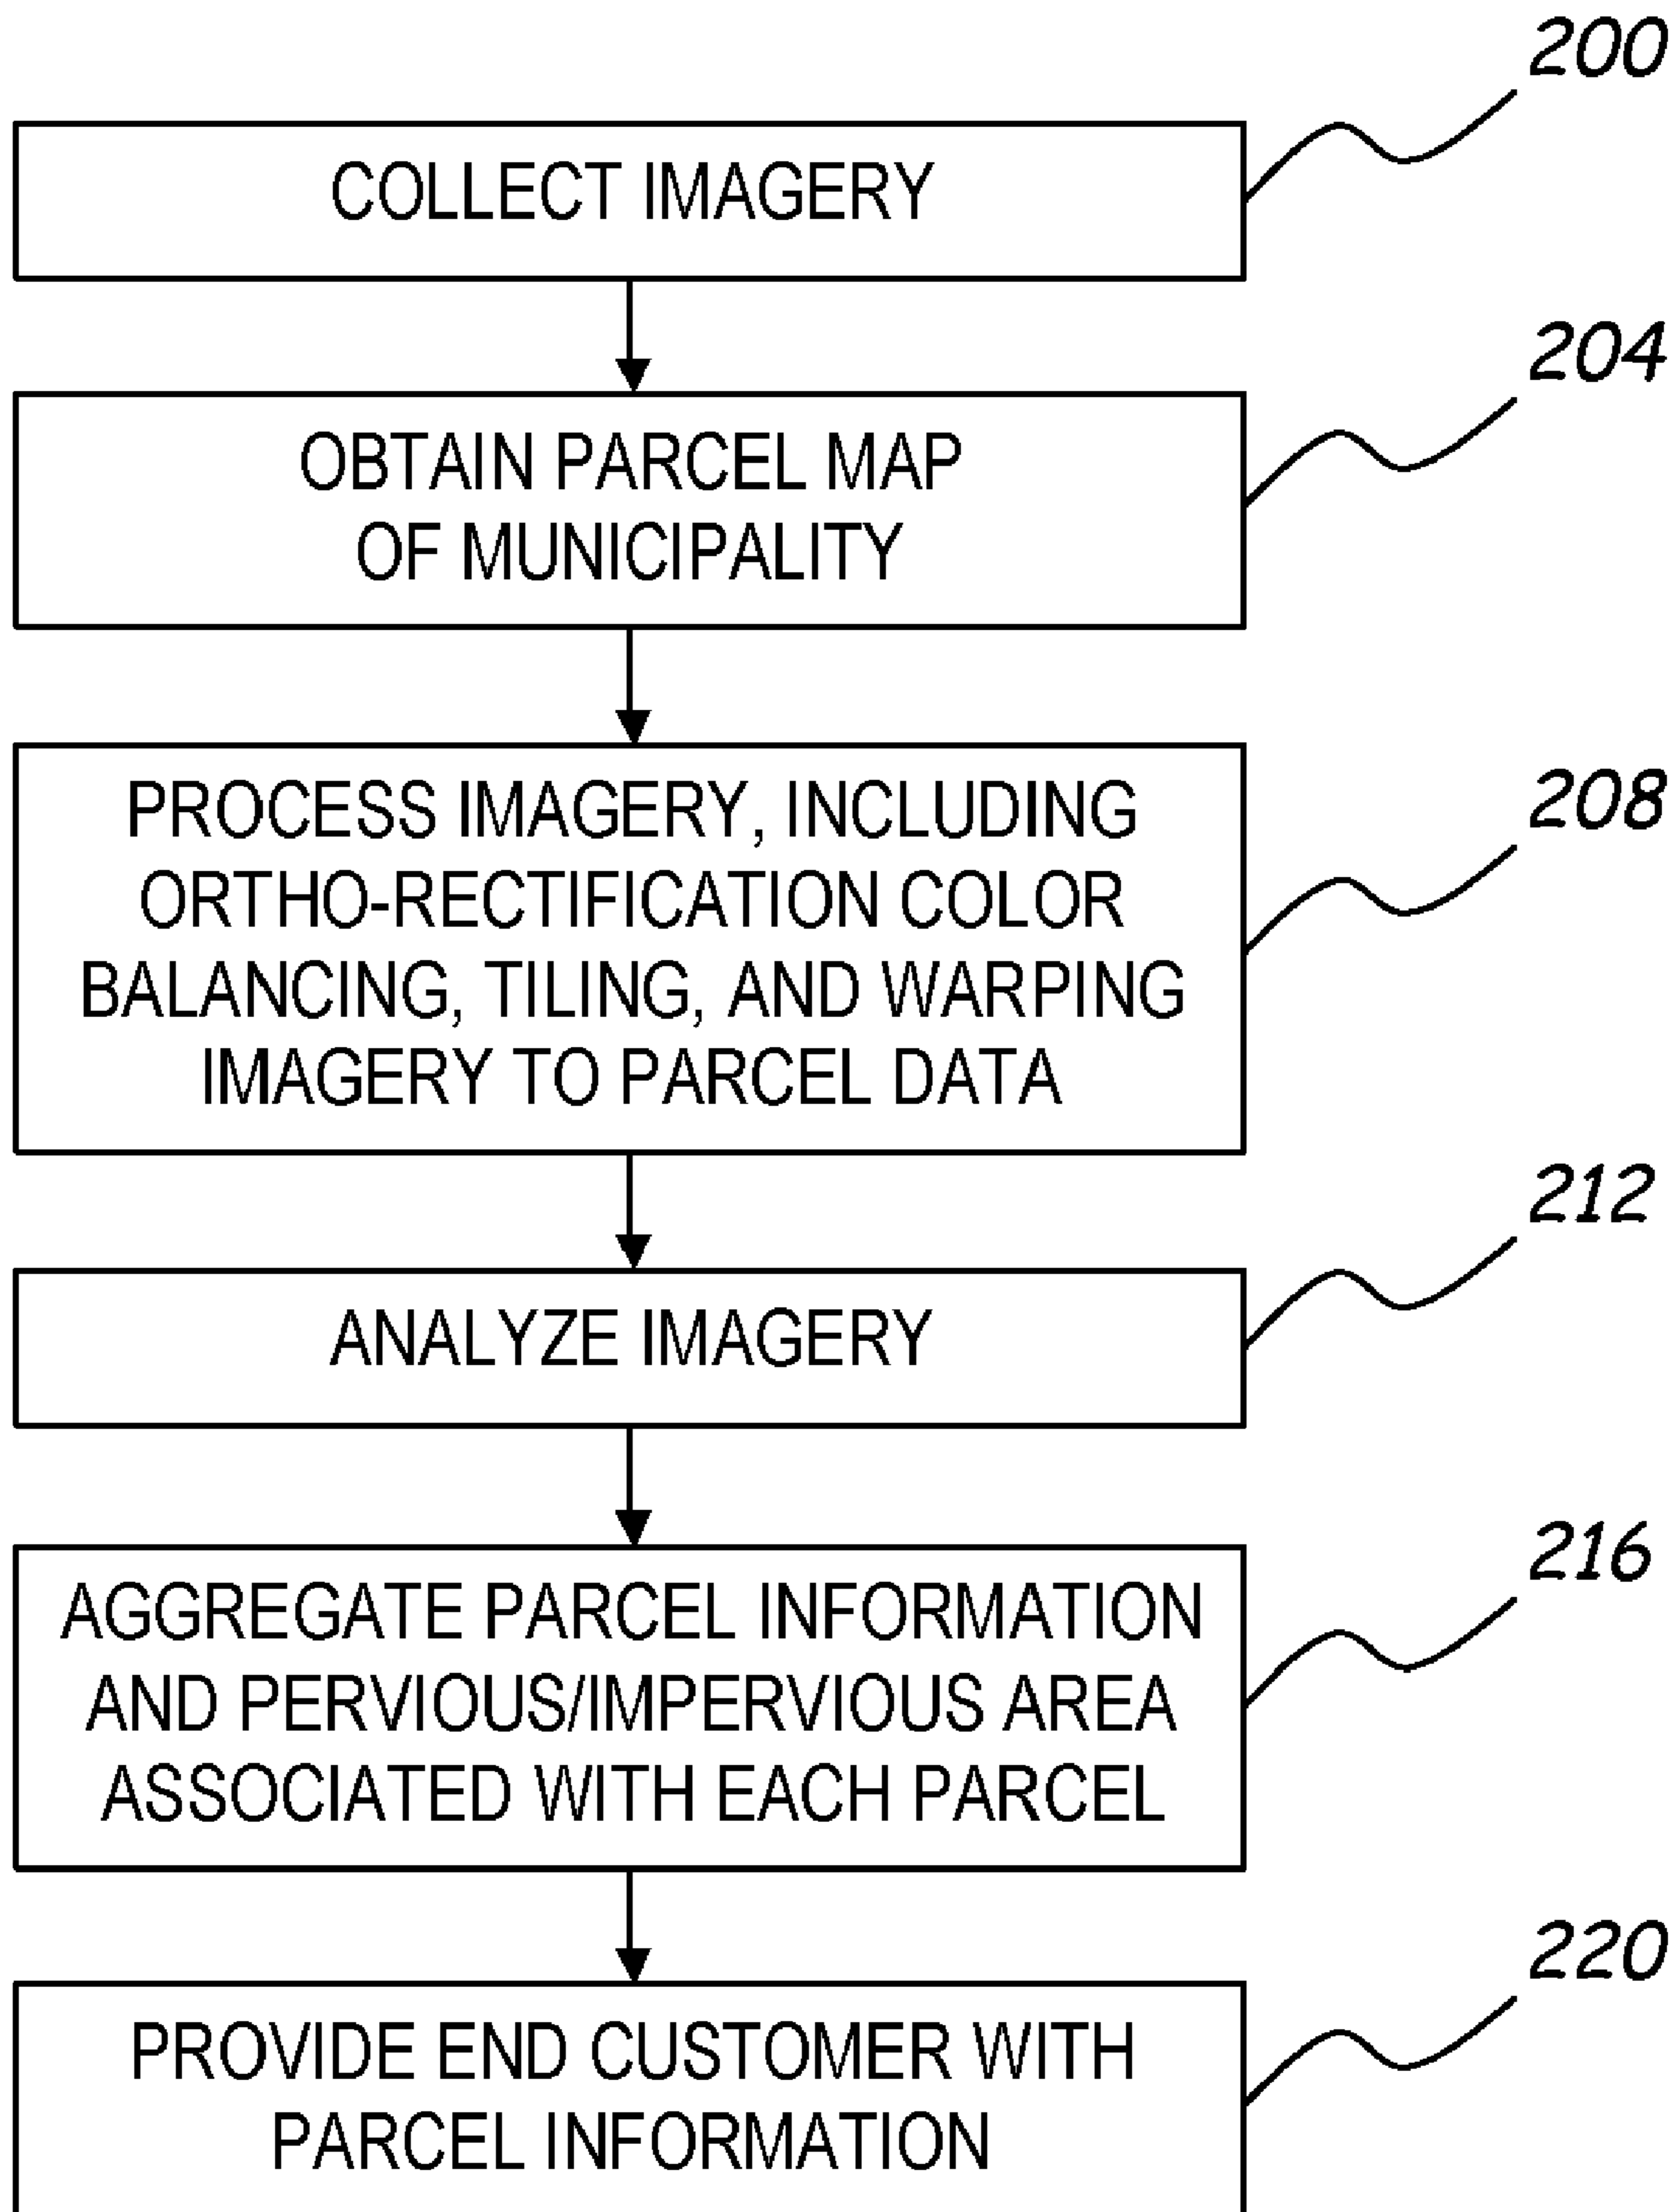 200
COLLECT IMAGERY
204
OBTAIN PARCEL MAP
OF MUNICIPALITY
208
PROCESS IMAGERY, INCLUDING
ORTHO-RECTIFICATION COLOR
BALANCING, TILING, AND WARPING
IMAGERY TO PARCEL DATA
212
ANALYZE IMAGERY
216
AGGREGATE PARCEL INFORMATION
AND PERVIOUS/IMPERVIOUS AREA
ASSOCIATED WITH EACH PARCEL
220
PROVIDE END CUSTOMER WITH
PARCEL INFORMATION